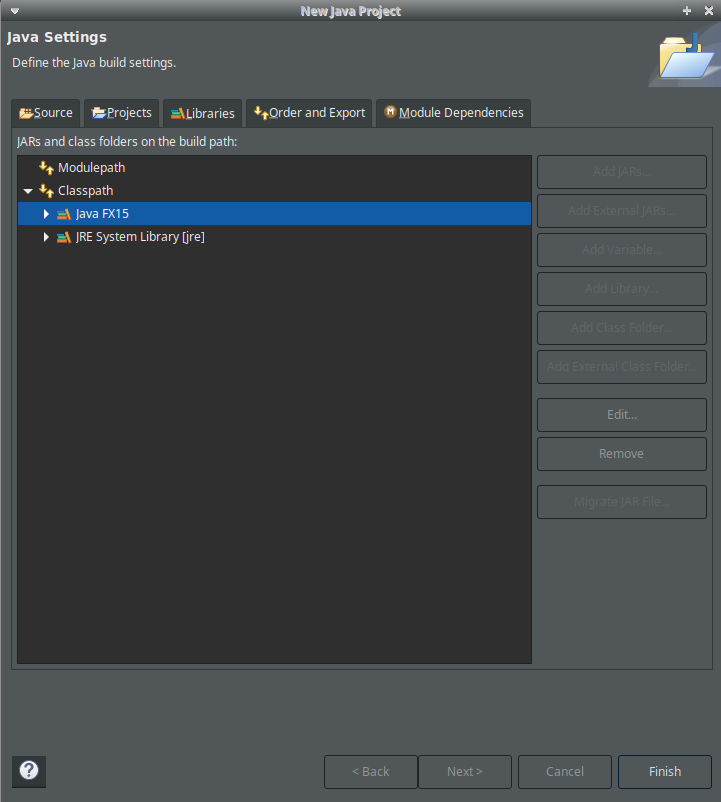 New Java Project
Java Settings
Define the Java build settings.
Source Projects Libraries Order and Export M Module Dependencies
JARs and class folders on the build path:
Modulepath
Classpath
Java FX15
JRE System Library [jre]
Add JARs...
Add External JARs...
Add Variable...
Add Library...
Add Class Folder...
Add External Class Folder...
Edit...
Remove
Migrate JAR File...
? < Back Next > Cancel Finish